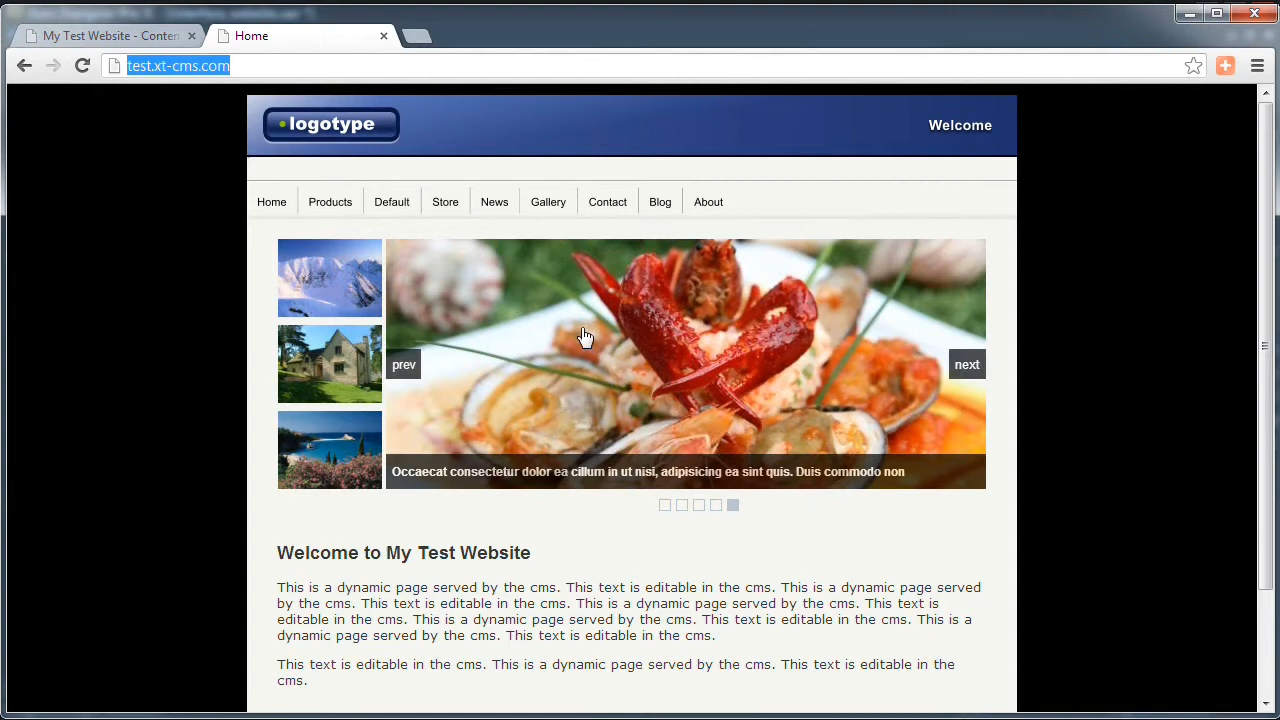 My Test Website - Conten
Home
test.xt-cms.com
logotype
Welcome
Home Products Default Store News Gallery Contact Blog About
prev
next
Occaecat consectetur dolor ea cillum in ut nisi, adipisicing ea sint quis. Duis commodo non
Welcome to My Test Website
This is a dynamic page served by the cms. This text is editable in the cms. This is a dynamic page served
by the cms. This text is editable in the cms. This is a dynamic page served by the cms. This text is
editable in the cms. This is a dynamic page served by the cms. This text is editable in the cms. This is a
dynamic page served by the cms. This text is editable in the cms.
This text is editable in the cms. This is a dynamic page served by the cms. This text is editable in the
cms.